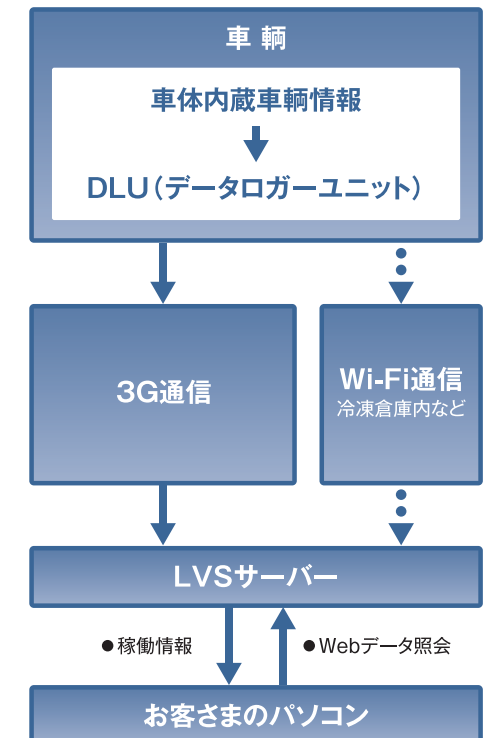 車 輌
車体内蔵車輌情報
DLU（データロガーユニット）
3G通信
Wi-Fi通信
冷凍倉庫内など
LVSサーバー
●稼働情報
●Webデータ照会
お客さまのパソコン